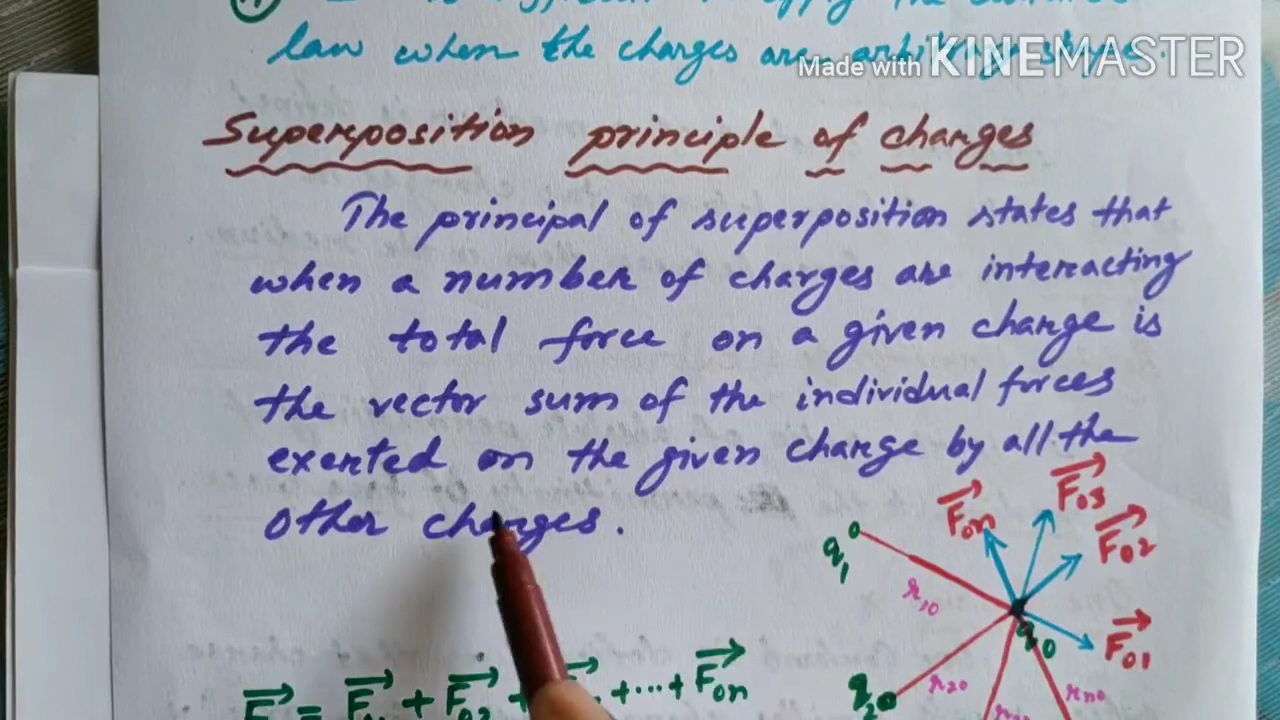 law when the charges are arbitrary shape
Made with KINEMASTER
Superposition principle of charges
The principal of superposition states that
when a number of charges are interacting
the total force on a given charge is
the vector sum of the individual forces
exerted on the given charge by all the
other charges.
F0n F03
F02
q1
r10
q0
F01
q2 r20 rn0
F = + F02 + + ... + F0n